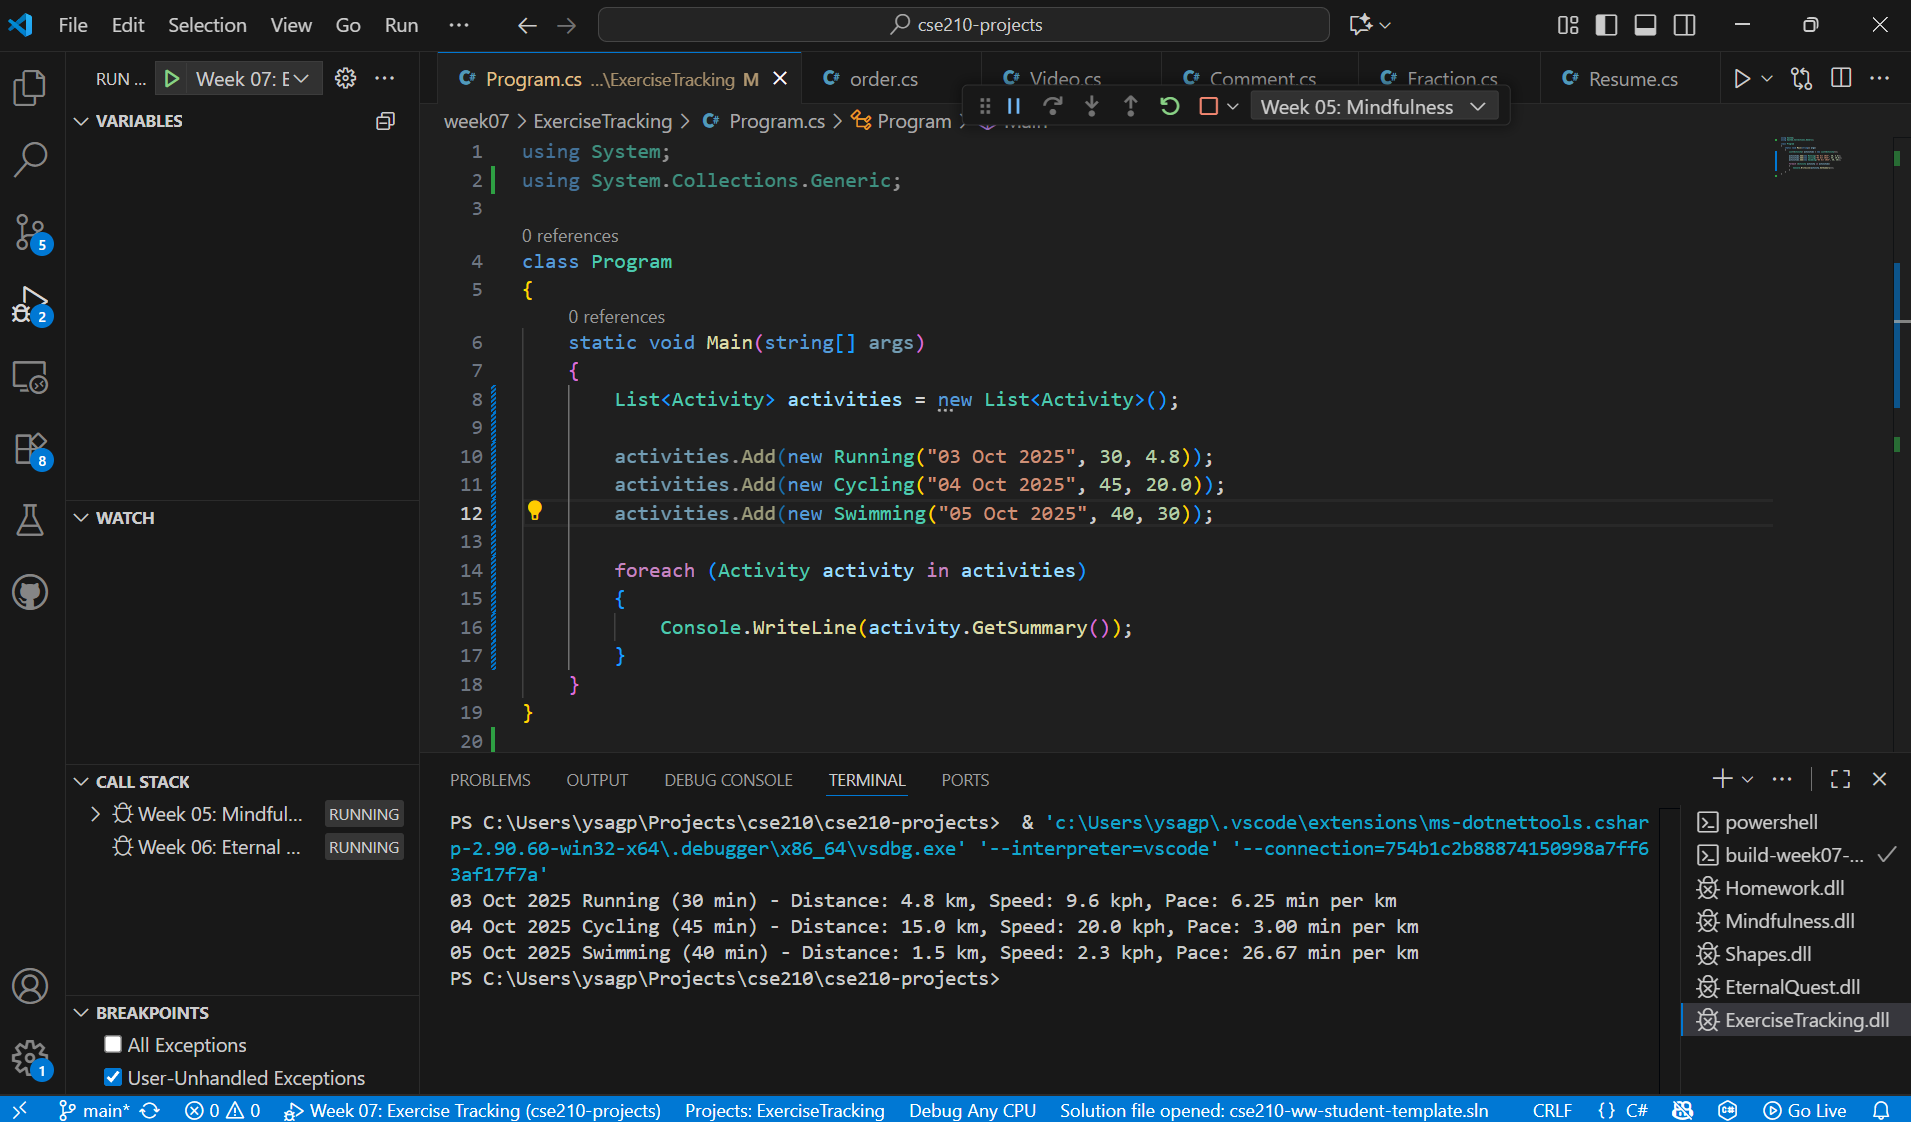 File Edit Selection View Go Run ··· cse210-projects
RUN ... Week 07: E
VARIABLES
WATCH
CALL STACK
Week 05: Mindful... RUNNING
Week 06: Eternal ... RUNNING
BREAKPOINTS
All Exceptions
User-Unhandled Exceptions
5
2
8
1
Program.cs ...\ExerciseTracking M order.cs Video.cs Comment.cs Fraction.cs Resume.cs
Week 05: Mindfulness
week07 > ExerciseTracking > Program.cs > Program > Main
1 using System;
2 using System.Collections.Generic;
3
0 references
4 class Program
5 {
0 references
6 static void Main(string[] args)
7 {
8 List<Activity> activities = new List<Activity>();
9
10 activities.Add(new Running("03 Oct 2025", 30, 4.8));
11 activities.Add(new Cycling("04 Oct 2025", 45, 20.0));
12 activities.Add(new Swimming("05 Oct 2025", 40, 30));
13
14 foreach (Activity activity in activities)
15 {
16 Console.WriteLine(activity.GetSummary());
17 }
18 }
19 }
20
PROBLEMS OUTPUT DEBUG CONSOLE TERMINAL PORTS
PS C:\Users\ysagp\Projects\cse210\cse210-projects>  & 'c:\Users\ysagp\.vscode\extensions\ms-dotnettools.cshar
p-2.90.60-win32-x64\.debugger\x86_64\vsdbg.exe' '--interpreter=vscode' '--connection=754b1c2b88874150998a7ff6
3af17f7a'
03 Oct 2025 Running (30 min) - Distance: 4.8 km, Speed: 9.6 kph, Pace: 6.25 min per km
04 Oct 2025 Cycling (45 min) - Distance: 15.0 km, Speed: 20.0 kph, Pace: 3.00 min per km
05 Oct 2025 Swimming (40 min) - Distance: 1.5 km, Speed: 2.3 kph, Pace: 26.67 min per km
PS C:\Users\ysagp\Projects\cse210\cse210-projects>
powershell
build-week07-...
Homework.dll
Mindfulness.dll
Shapes.dll
EternalQuest.dll
ExerciseTracking.dll
main* 0 0 Week 07: Exercise Tracking (cse210-projects) Projects: ExerciseTracking Debug Any CPU Solution file opened: cse210-ww-student-template.sln CRLF {} C# Go Live